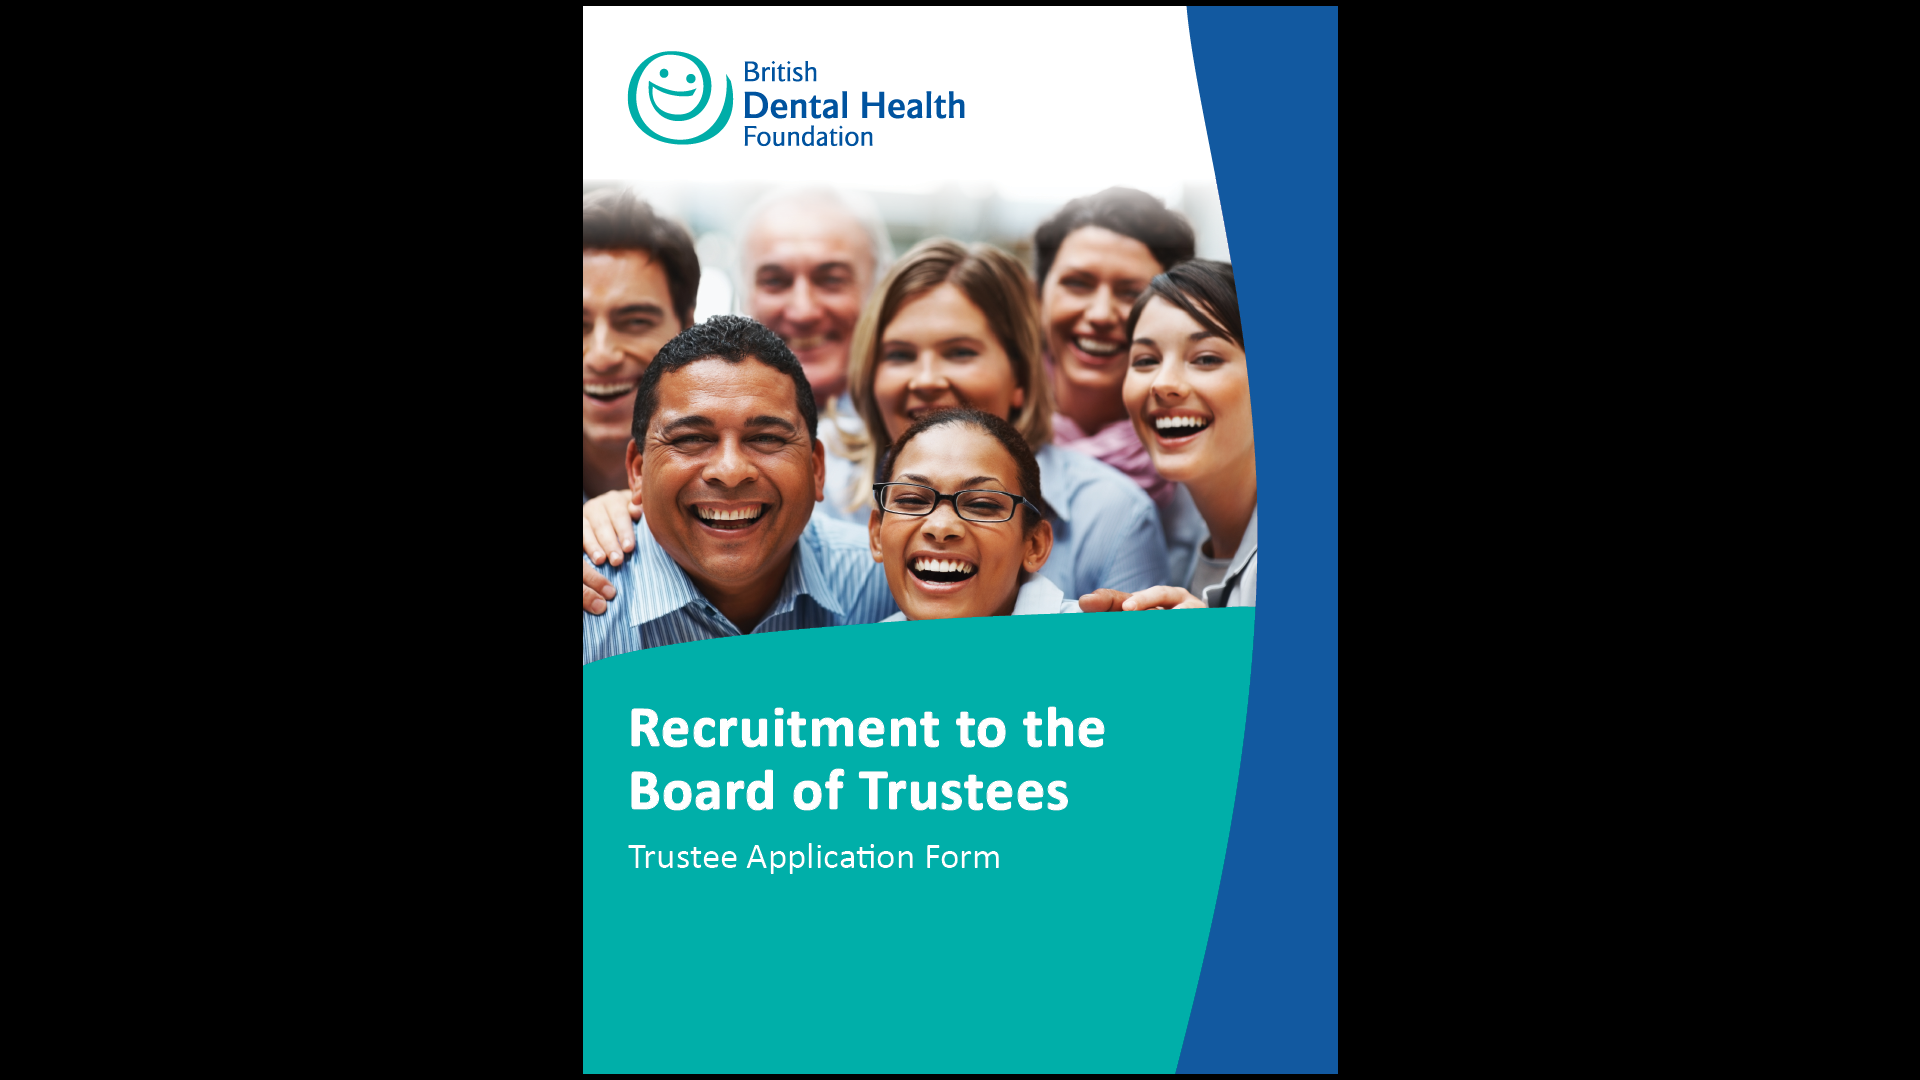 British
Dental Health
Foundation
Recruitment to the
Board of Trustees
Trustee Application Form